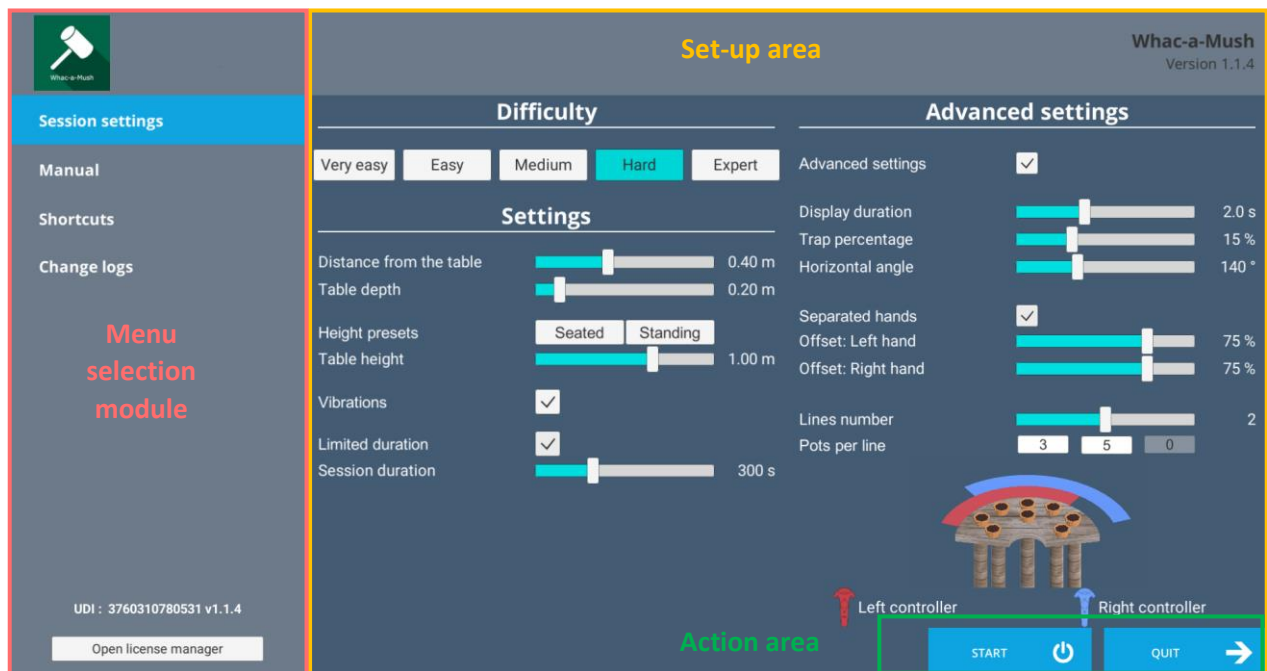 Whac-a-Mush
Session settings
Manual
Shortcuts
Change logs
Menu
selection
module
UDI : 3760310780531 v1.1.4
Open license manager
Set-up area
Whac-a-Mush
Version 1.1.4
Difficulty
Very easy Easy Medium Hard Expert
Settings
Distance from the table 0.40 m
Table depth 0.20 m
Height presets Seated Standing
Table height 1.00 m
Vibrations
Limited duration
Session duration 300 s
Advanced settings
Advanced settings
Display duration 2.0 s
Trap percentage 15 %
Horizontal angle 140 °
Separated hands
Offset: Left hand 75 %
Offset: Right hand 75 %
Lines number 2
Pots per line 3 5 0
Left controller Right controller
Action area
START QUIT